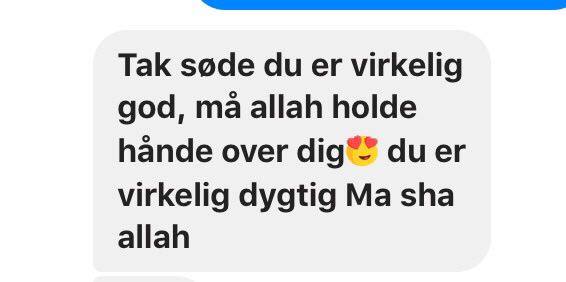 Tak søde du er virkelig
god, må allah holde
hånde over dig😍 du er
virkelig dygtig Ma sha
allah